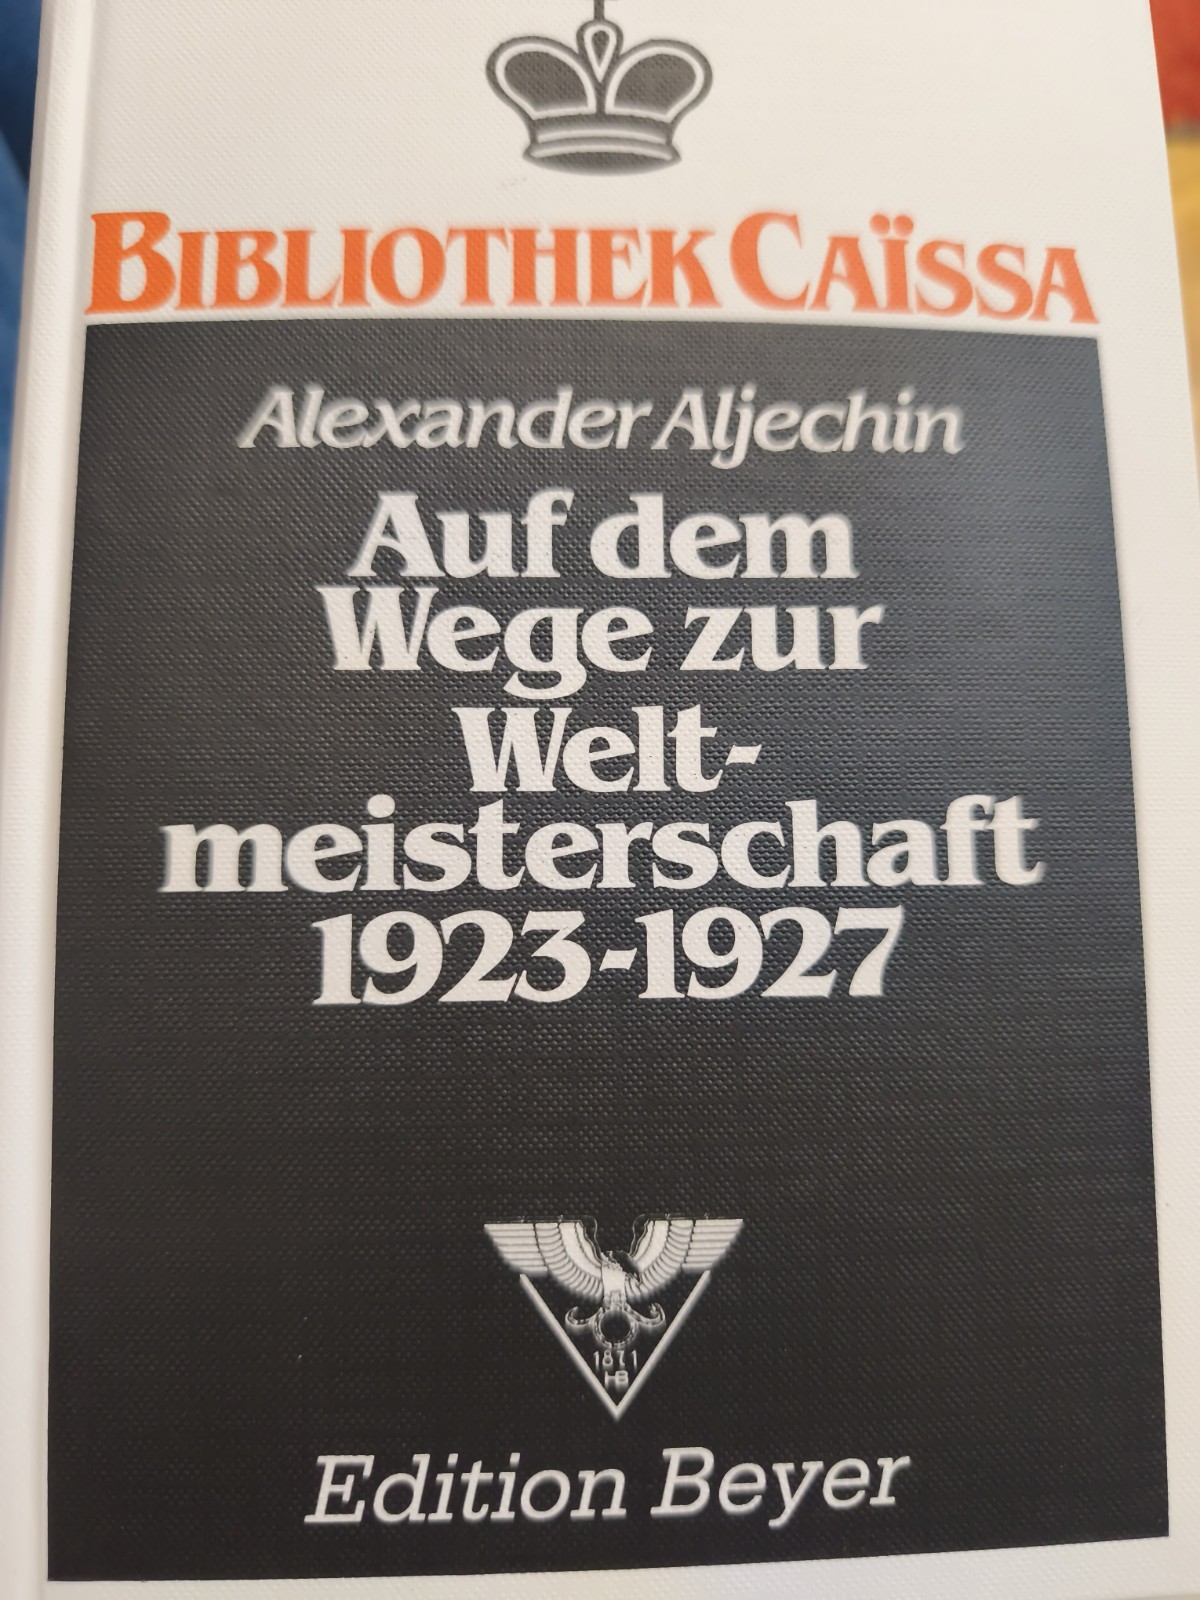 BIBLIOTHEK CAÏSSA
Alexander Aljechin
Auf dem
Wege zur
Welt-
meisterschaft
1923-1927
1871
HB
Edition Beyer